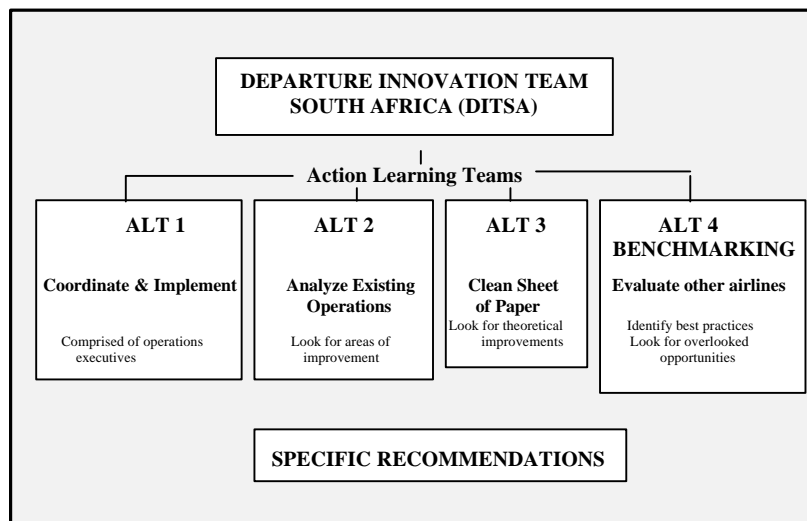 DEPARTURE INNOVATION TEAM
SOUTH AFRICA (DITSA)
Action Learning Teams
ALT 1
Coordinate & Implement
Comprised of operations
executives
ALT 2
Analyze Existing
Operations
Look for areas of
improvement
ALT 3
Clean Sheet
of Paper
Look for theoretical
improvements
ALT 4
BENCHMARKING
Evaluate other airlines
Identify best practices
Look for overlooked
opportunities
SPECIFIC RECOMMENDATIONS